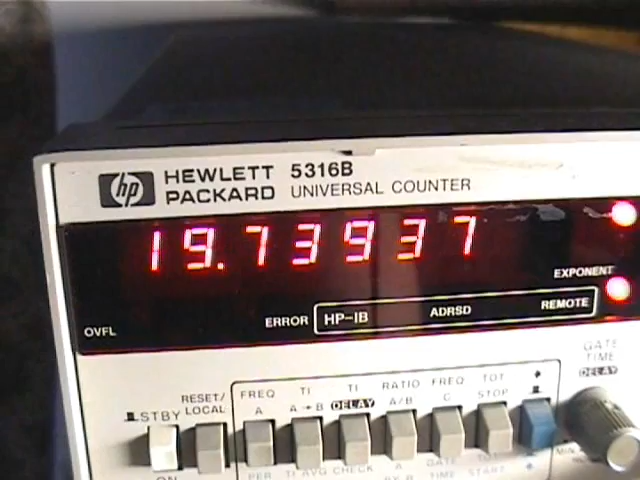 hp HEWLETT PACKARD 5316B
UNIVERSAL COUNTER
19.73937
EXPONENT
OVFL ERROR HP-IB ADRSD REMOTE
GATE TIME
DELAY
STBY RESET/LOCAL FREQ A TI A→B TI DELAY RATIO A/B FREQ C TOT STOP
ON PER TI AVG CHECK A GATE TIME TOT START
MIN